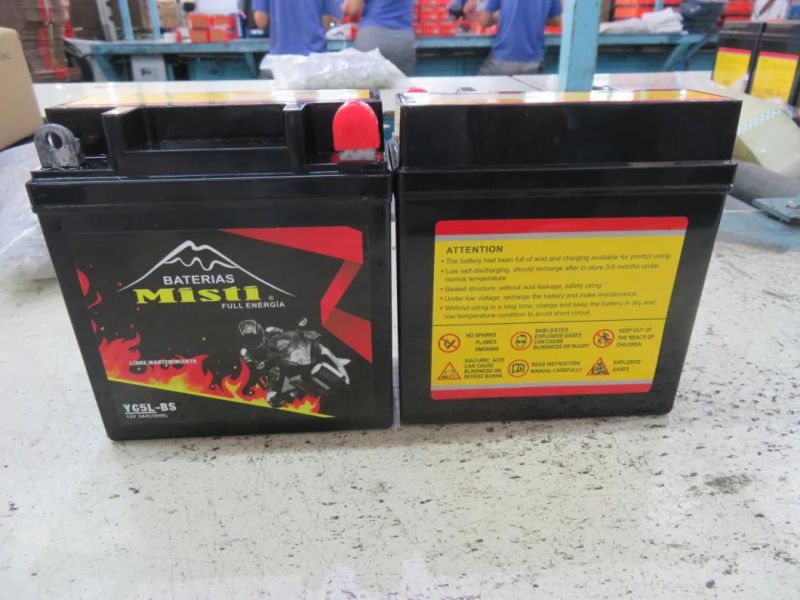 BATERIAS
Misti®
FULL ENERGÍA
LIBRE MANTENIMIENTO
YG5L-BS
12V 5AH(10HR)
ATTENTION
• The battery had been full of acid and charging available for prompt using.
• Low self-discharging, should recharge after in store 3-6 months under
normal temperature.
• Sealed structure, without acid leakage, safety using.
• Under low voltage, recharge the battery and make maintenance.
• Without using in a long time, charge and keep the battery in dry and
low temperature condition to avoid short circuit.
NO SPARKS
FLAMES
SMOKING
SHIELD EYES
EXPLOSIVE GASES
CAN CAUSE
BLINDNESS OR INJURY
KEEP OUT OF
THE REACH OF
CHILDREN
SULFURIC ACID
CAN CAUSE
BLINDNESS OR
SEVERE BURNS
READ INSTRUCTION
MANUAL CAREFULLY
EXPLOSIVE
GASES